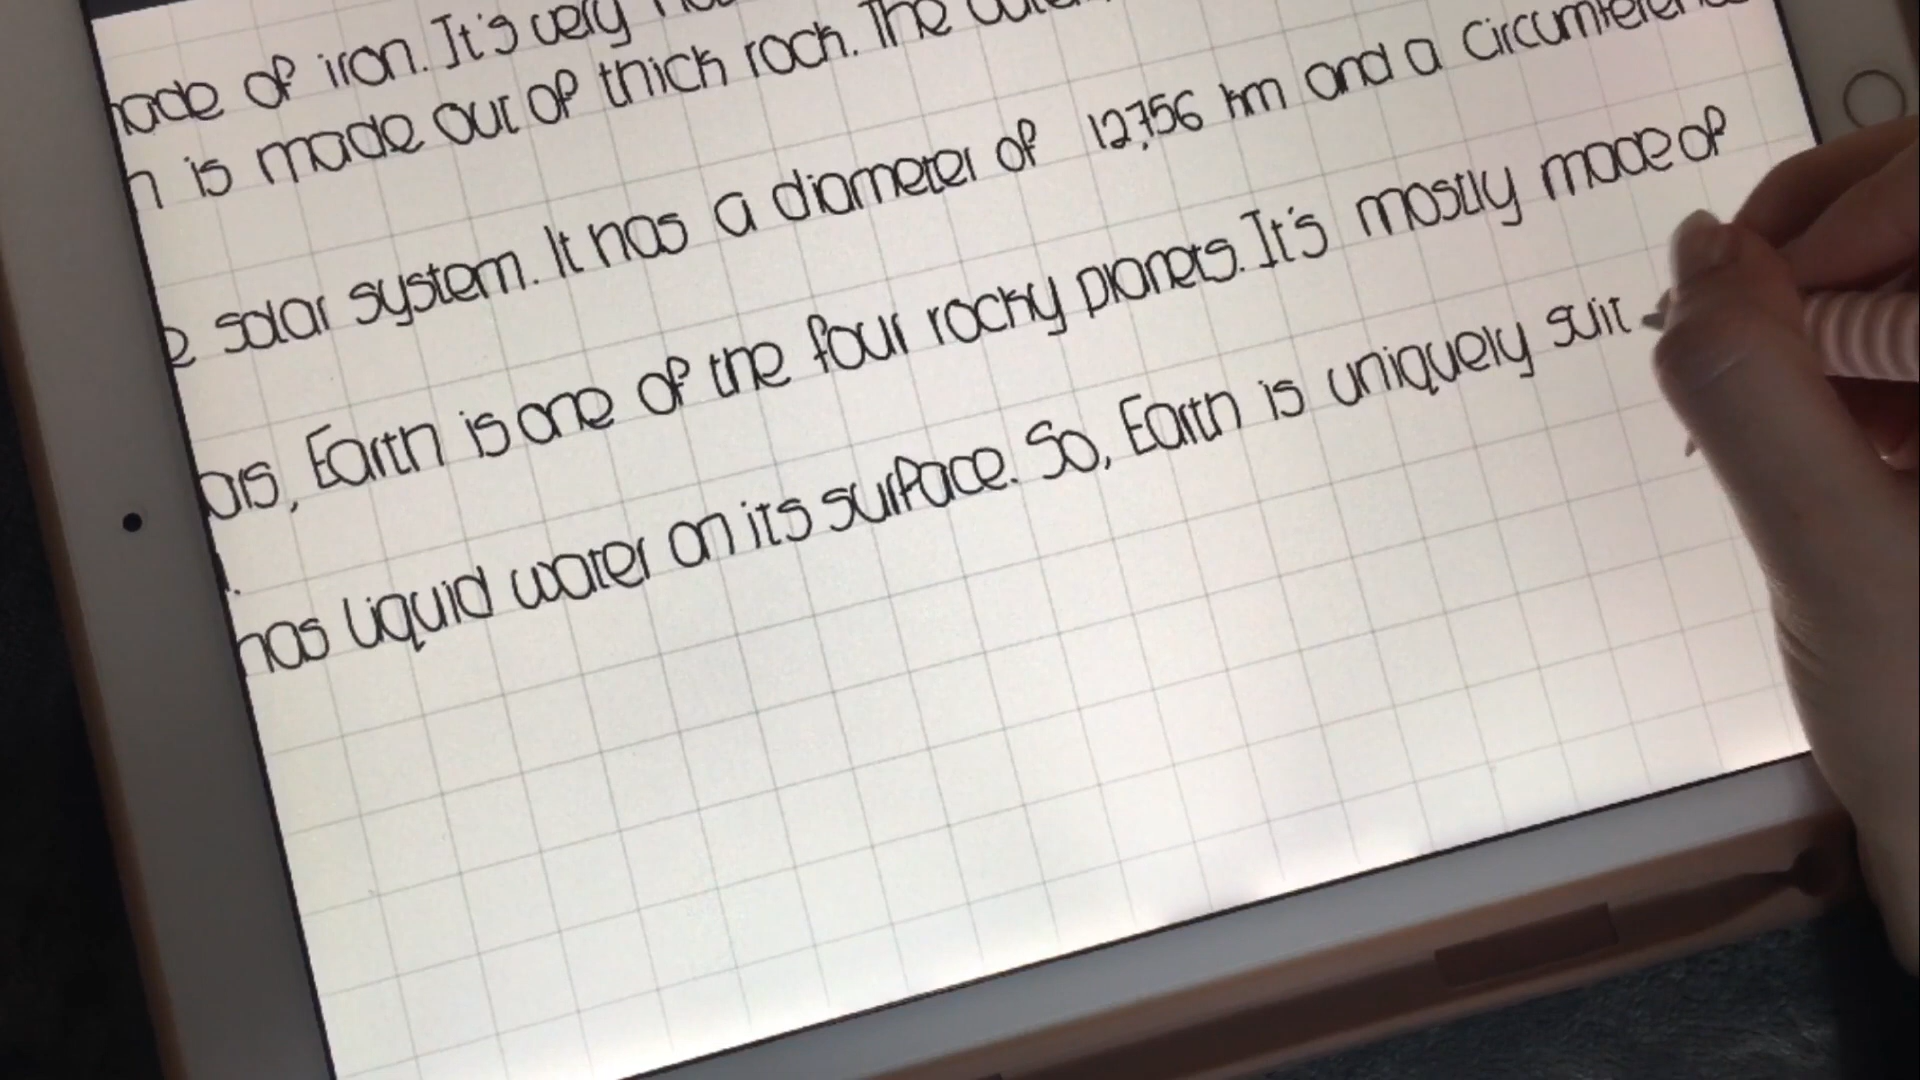 made of iron. It's very
is made out of thick rock. The
solar system. It has a diameter of 12,756 km and a circumference
Earth is one of the four rocky planets. It's mostly made of
has liquid water on its surface. So, Earth is uniquely suit